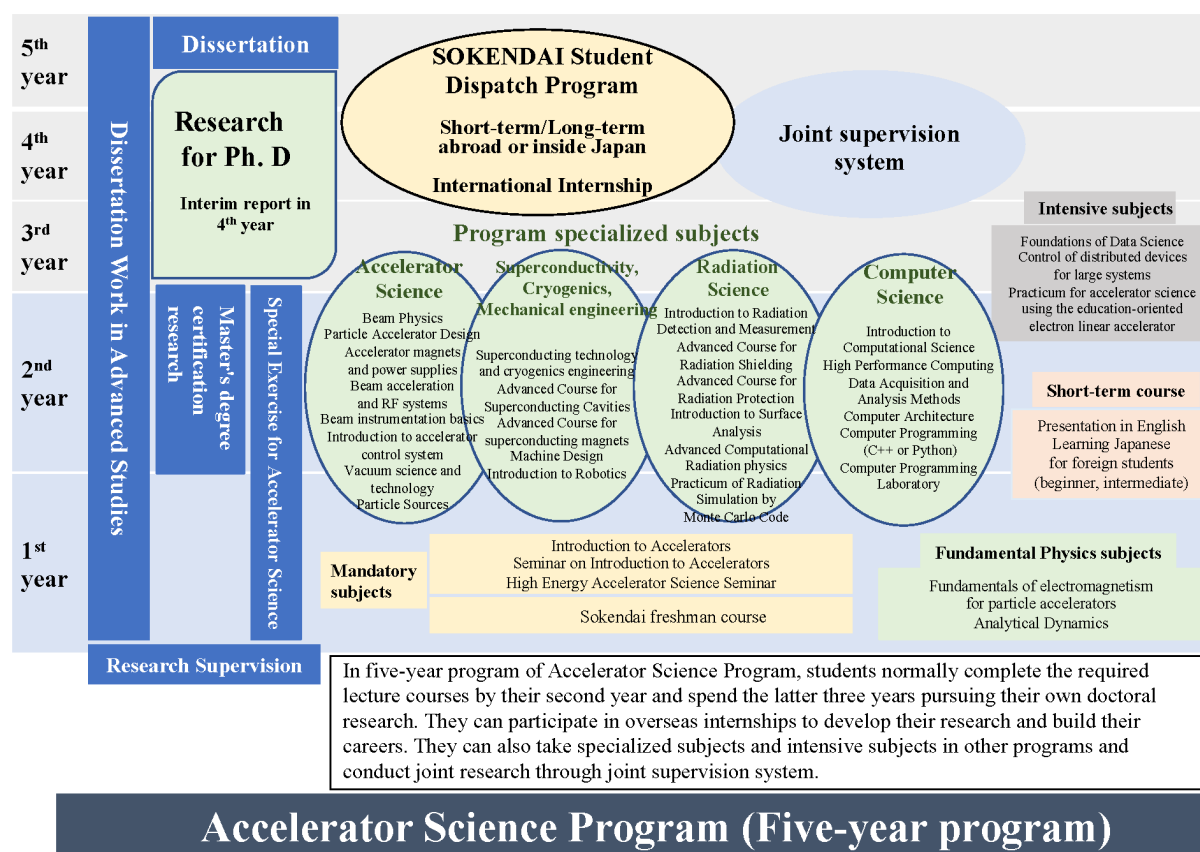 5th
year
4th
year
3rd
year
2nd
year
1st
year
Dissertation Work in Advanced Studies
Dissertation
Research
for Ph. D
Interim report in
4th year
Master's degree
certification
research
Special Exercise for Accelerator Science
Research Supervision
SOKENDAI Student
Dispatch Program
Short-term/Long-term
abroad or inside Japan
International Internship
Joint supervision
system
Program specialized subjects
Accelerator
Science
Beam Physics
Particle Accelerator Design
Accelerator magnets
and power supplies
Beam acceleration
and RF systems
Beam instrumentation basics
Introduction to accelerator
control system
Vacuum science and
technology
Particle Sources
Superconductivity,
Cryogenics,
Mechanical engineering
Superconducting technology
and cryogenics engineering
Advanced Course for
Superconducting Cavities
Advanced Course for
superconducting magnets
Machine Design
Introduction to Robotics
Radiation
Science
Introduction to Radiation
Detection and Measurement
Advanced Course for
Radiation Shielding
Advanced Course for
Radiation Protection
Introduction to Surface
Analysis
Advanced Computational
Radiation physics
Practicum of Radiation
Simulation by
Monte Carlo Code
Computer
Science
Introduction to
Computational Science
High Performance Computing
Data Acquisition and
Analysis Methods
Computer Architecture
Computer Programming
(C++ or Python)
Computer Programming
Laboratory
Intensive subjects
Foundations of Data Science
Control of distributed devices
for large systems
Practicum for accelerator science
using the education-oriented
electron linear accelerator
Short-term course
Presentation in English
Learning Japanese
for foreign students
(beginner, intermediate)
Mandatory
subjects
Introduction to Accelerators
Seminar on Introduction to Accelerators
High Energy Accelerator Science Seminar
Sokendai freshman course
Fundamental Physics subjects
Fundamentals of electromagnetism
for particle accelerators
Analytical Dynamics
In five-year program of Accelerator Science Program, students normally complete the required
lecture courses by their second year and spend the latter three years pursuing their own doctoral
research. They can participate in overseas internships to develop their research and build their
careers. They can also take specialized subjects and intensive subjects in other programs and
conduct joint research through joint supervision system.
Accelerator Science Program (Five-year program)